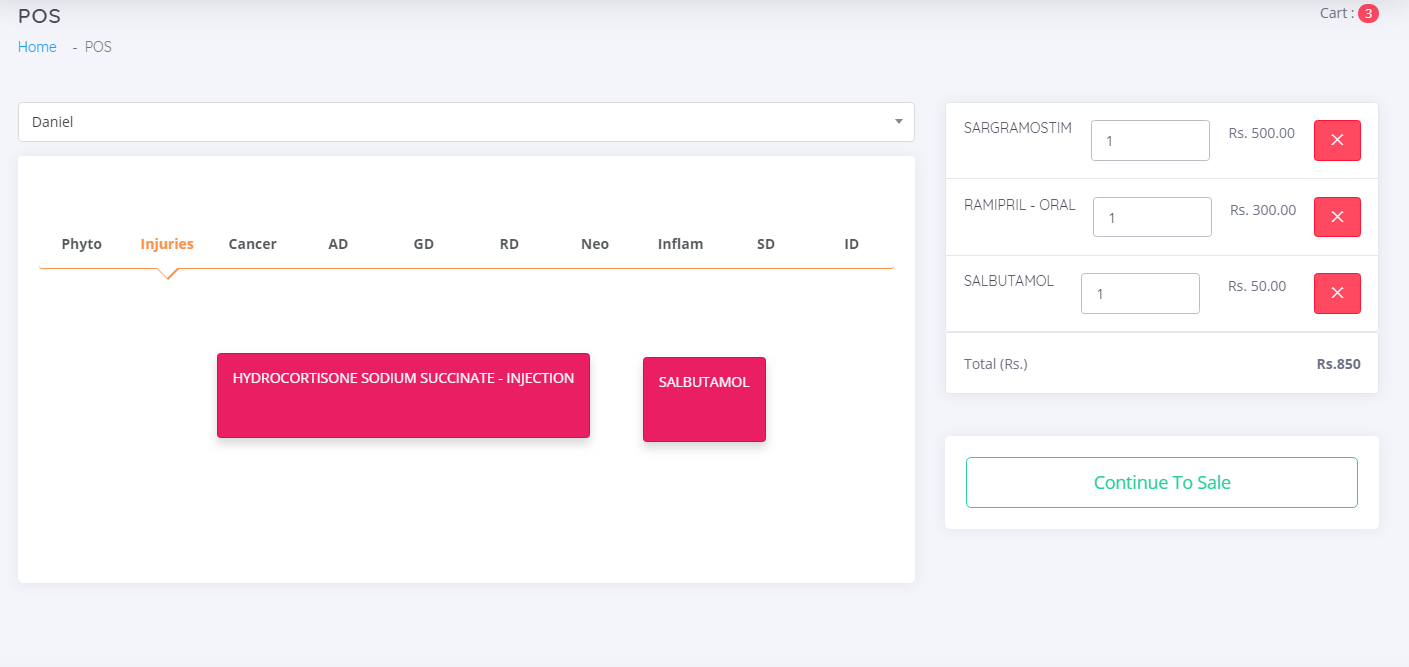 POS
Cart : 3
Home - POS
Daniel
Phyto Injuries Cancer AD GD RD Neo Inflam SD ID
HYDROCORTISONE SODIUM SUCCINATE - INJECTION
SALBUTAMOL
SARGRAMOSTIM 1 Rs. 500.00 ×
RAMIPRIL - ORAL 1 Rs. 300.00 ×
SALBUTAMOL 1 Rs. 50.00 ×
Total (Rs.) Rs.850
Continue To Sale